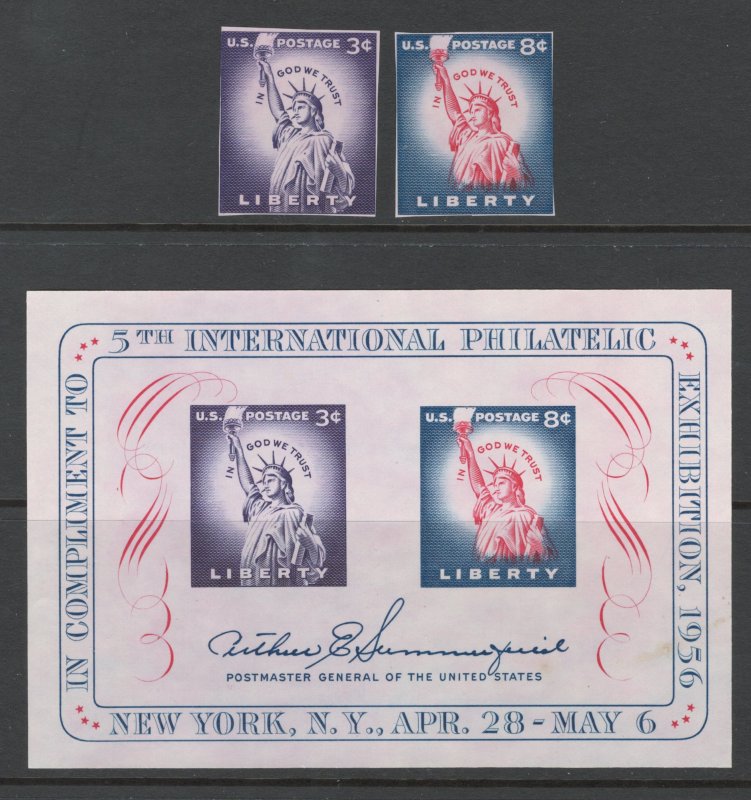 U.S. POSTAGE 3¢
IN GOD WE TRUST
LIBERTY
U.S. POSTAGE 8¢
IN GOD WE TRUST
LIBERTY
IN COMPLIMENT TO
5TH INTERNATIONAL PHILATELIC
EXHIBITION, 1956
U.S. POSTAGE 3¢
IN GOD WE TRUST
LIBERTY
U.S. POSTAGE 8¢
IN GOD WE TRUST
LIBERTY
Arthur E Summerfield
POSTMASTER GENERAL OF THE UNITED STATES
NEW YORK, N.Y., APR. 28 - MAY 6